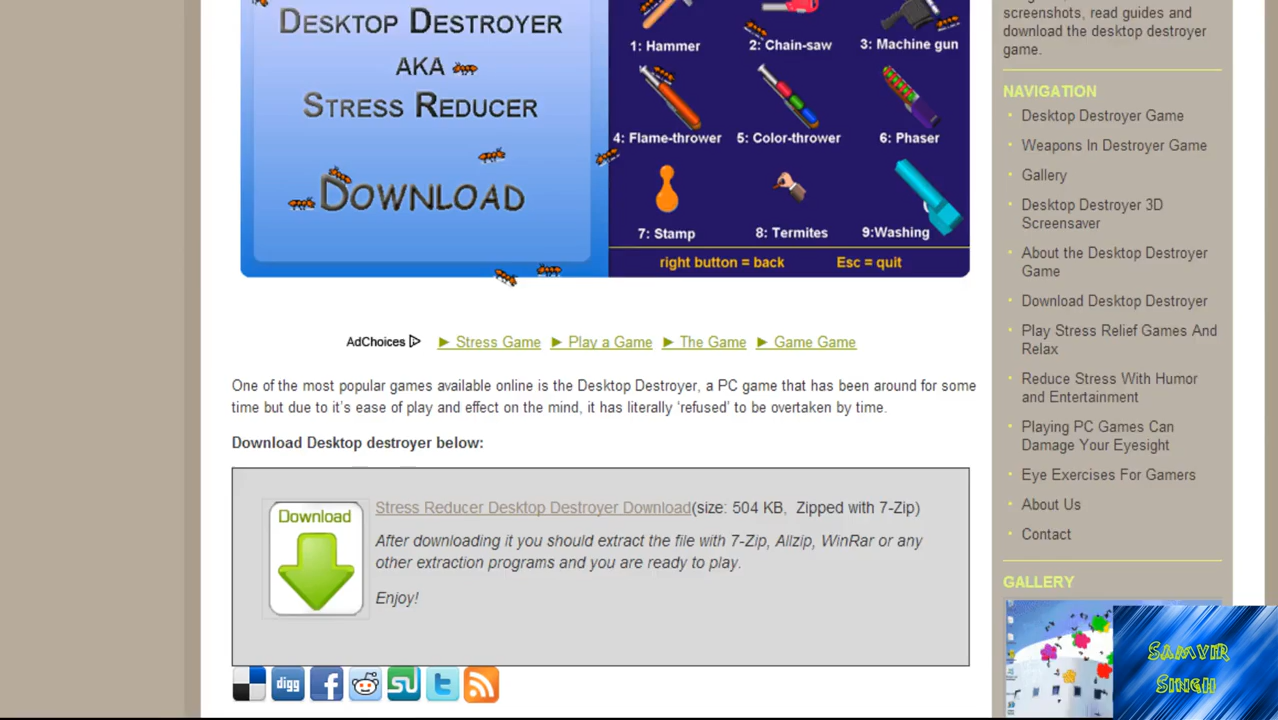 DESKTOP DESTROYER
AKA
STRESS REDUCER
DOWNLOAD
1: Hammer
2: Chain-saw
3: Machine gun
4: Flame-thrower
5: Color-thrower
6: Phaser
7: Stamp
8: Termites
9:Washing
right button = back
Esc = quit
AdChoices
► Stress Game
► Play a Game
► The Game
► Game Game
One of the most popular games available online is the Desktop Destroyer, a PC game that has been around for some
time but due to it's ease of play and effect on the mind, it has literally 'refused' to be overtaken by time.
Download Desktop destroyer below:
Download
Stress Reducer Desktop Destroyer Download(size: 504 KB, Zipped with 7-Zip)
After downloading it you should extract the file with 7-Zip, Allzip, WinRar or any
other extraction programs and you are ready to play.
Enjoy!
digg
screenshots, read guides and
download the desktop destroyer
game.
NAVIGATION
Desktop Destroyer Game
Weapons In Destroyer Game
Gallery
Desktop Destroyer 3D
Screensaver
About the Desktop Destroyer
Game
Download Desktop Destroyer
Play Stress Relief Games And
Relax
Reduce Stress With Humor
and Entertainment
Playing PC Games Can
Damage Your Eyesight
Eye Exercises For Gamers
About Us
Contact
GALLERY
SAMVIR
SINGH